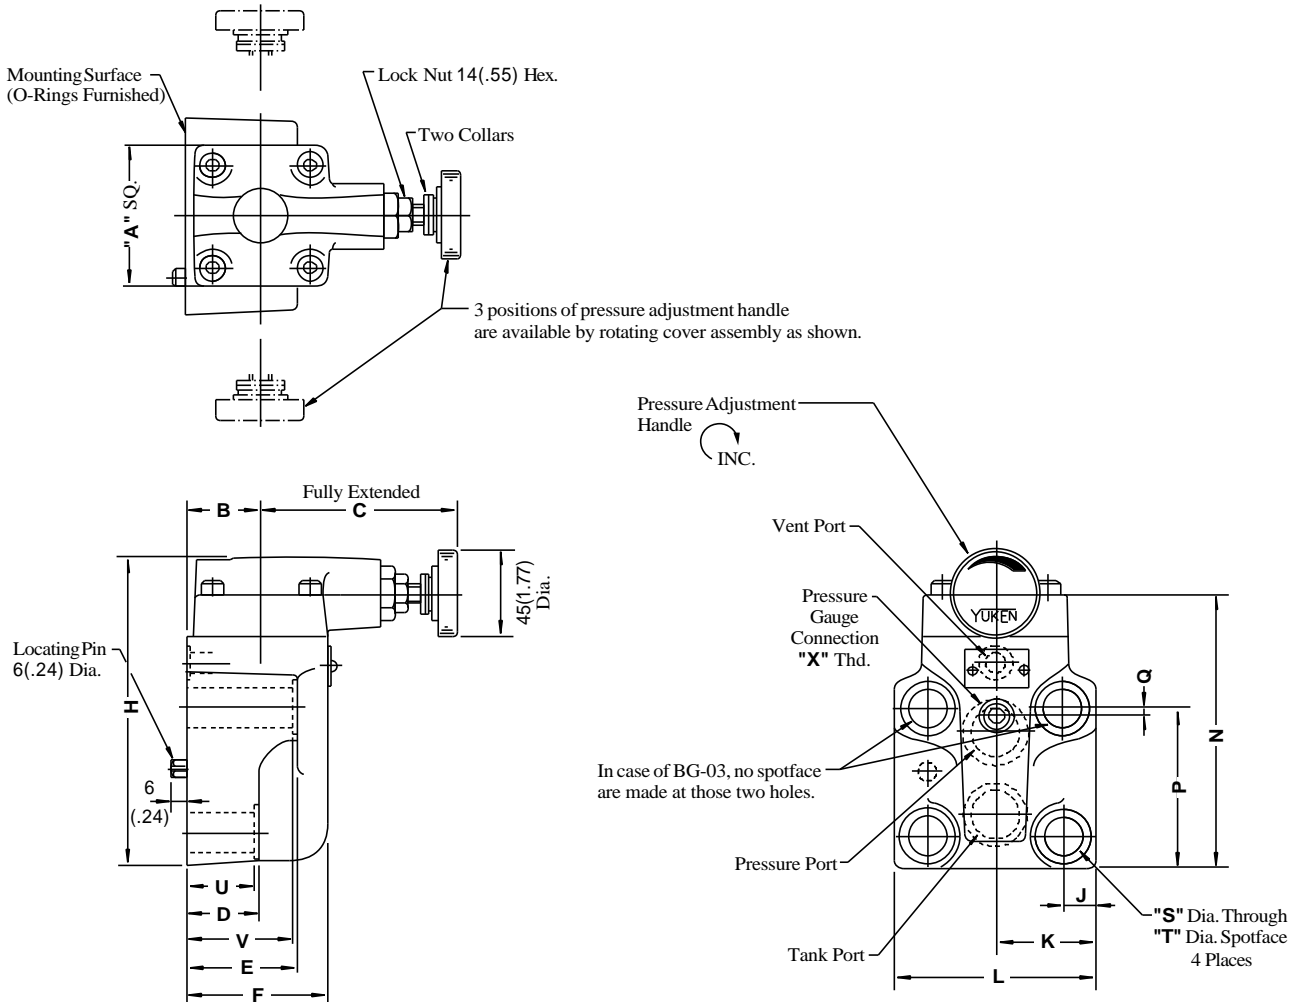 Mounting Surface
(O-Rings Furnished)
Lock Nut 14(.55) Hex.
Two Collars
"A" SQ.
3 positions of pressure adjustment handle
are available by rotating cover assembly as shown.
Pressure Adjustment
Handle
INC.
Fully Extended
B
C
Vent Port
45(1.77)
Dia.
Pressure
Gauge
Connection
"X" Thd.
YUKEN
Locating Pin
6(.24) Dia.
H
Q
N
P
In case of BG-03, no spotface
are made at those two holes.
6
(.24)
Pressure Port
U
D
J
"S" Dia. Through
"T" Dia. Spotface
4 Places
V
K
Tank Port
E
L
F